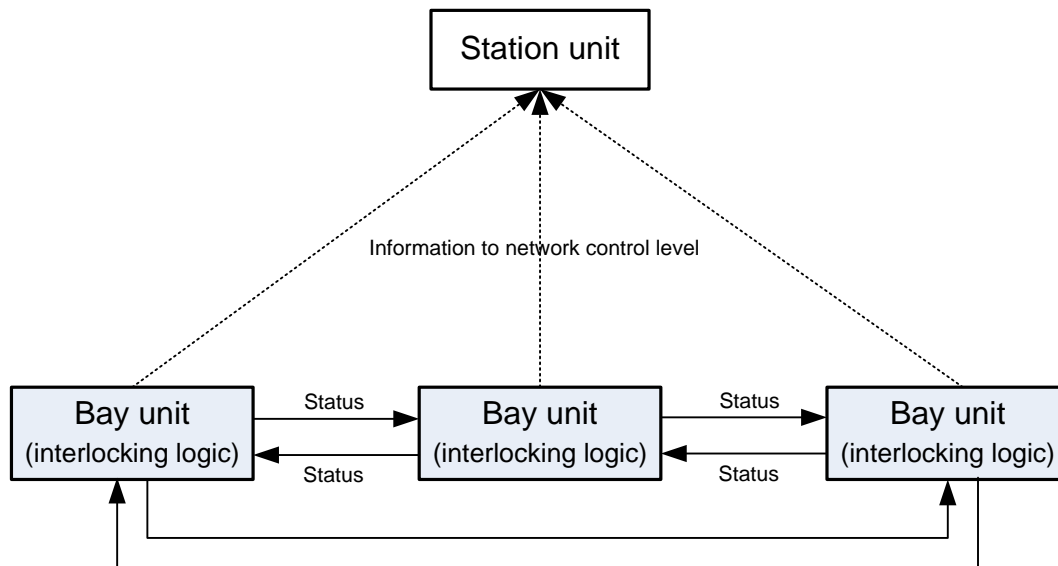 Station unit
Information to network control level
Bay unit
(interlocking logic)
Status
Status
Bay unit
(interlocking logic)
Status
Status
Bay unit
(interlocking logic)